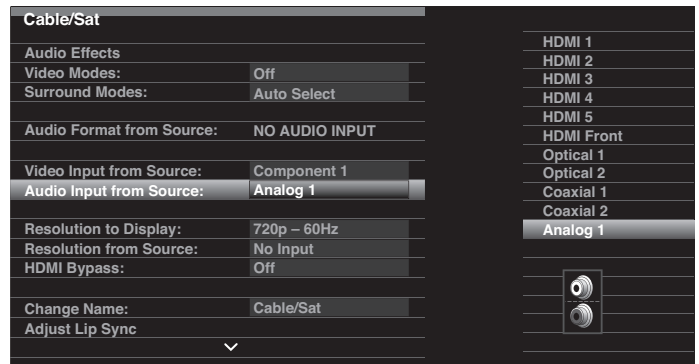 Cable/Sat
Audio Effects
Video Modes: Off
Surround Modes: Auto Select
Audio Format from Source: NO AUDIO INPUT
Video Input from Source: Component 1
Audio Input from Source: Analog 1
Resolution to Display: 720p – 60Hz
Resolution from Source: No Input
HDMI Bypass: Off
Change Name: Cable/Sat
Adjust Lip Sync
HDMI 1
HDMI 2
HDMI 3
HDMI 4
HDMI 5
HDMI Front
Optical 1
Optical 2
Coaxial 1
Coaxial 2
Analog 1